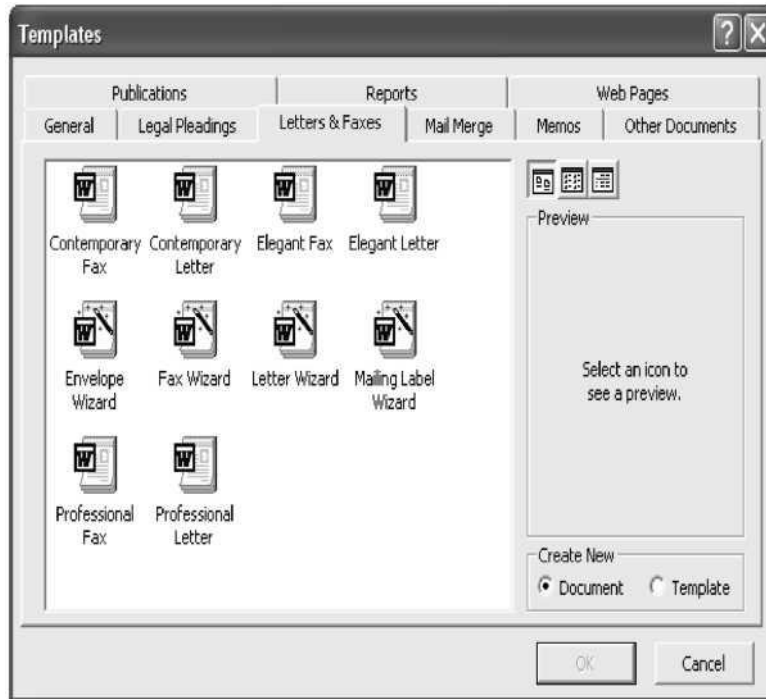 Templates
Publications Reports Web Pages
General Legal Pleadings Letters & Faxes Mail Merge Memos Other Documents
Contemporary Fax
Contemporary Letter
Elegant Fax
Elegant Letter
Envelope Wizard
Fax Wizard
Letter Wizard
Mailing Label Wizard
Professional Fax
Professional Letter
Preview
Select an icon to
see a preview.
Create New
Document Template
OK Cancel